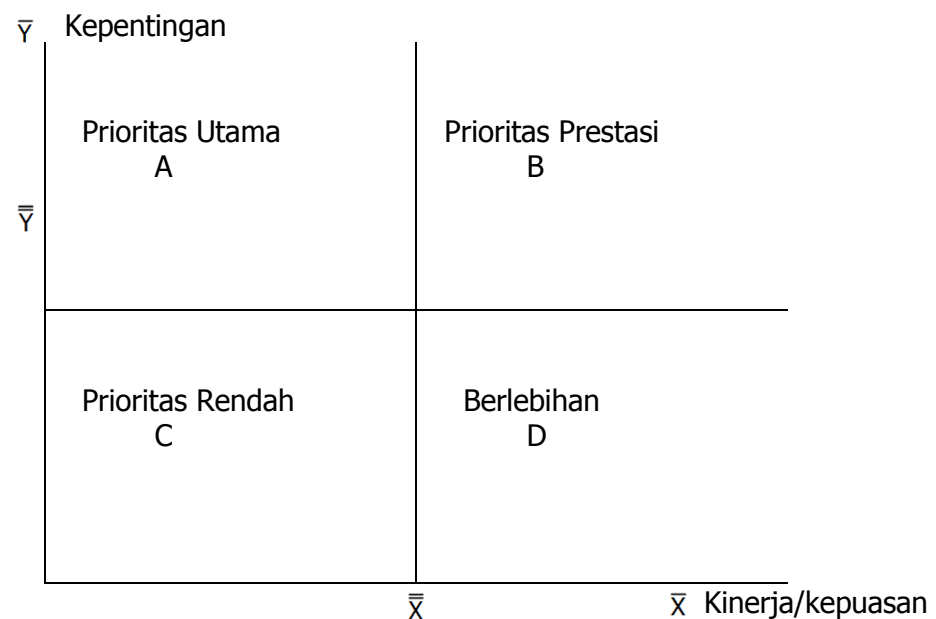 Y̅ Kepentingan
Prioritas Utama
A
Prioritas Prestasi
B
Y̿
Prioritas Rendah
C
Berlebihan
D
X̿
X̅ Kinerja/kepuasan